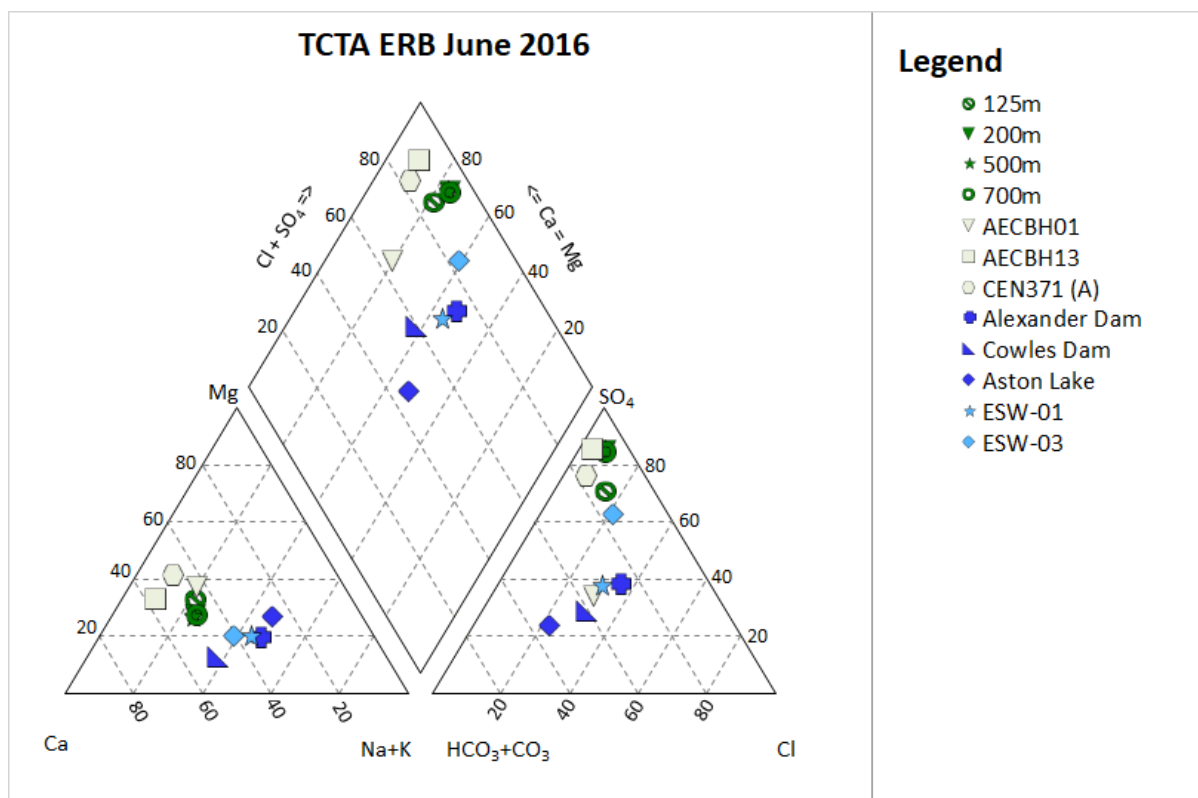 TCTA ERB June 2016
Legend
125m
200m
500m
700m
AECBH01
AECBH13
CEN371 (A)
Alexander Dam
Cowles Dam
Aston Lake
ESW-01
ESW-03
80 80
60 60
40 40
20 20
Cl + SO₄ =>
<= Ca = Mg
Mg SO₄
80 80
60 60
40 40
20 20
80 60 40 20 20 40 60 80
Ca Na+K HCO₃+CO₃ Cl